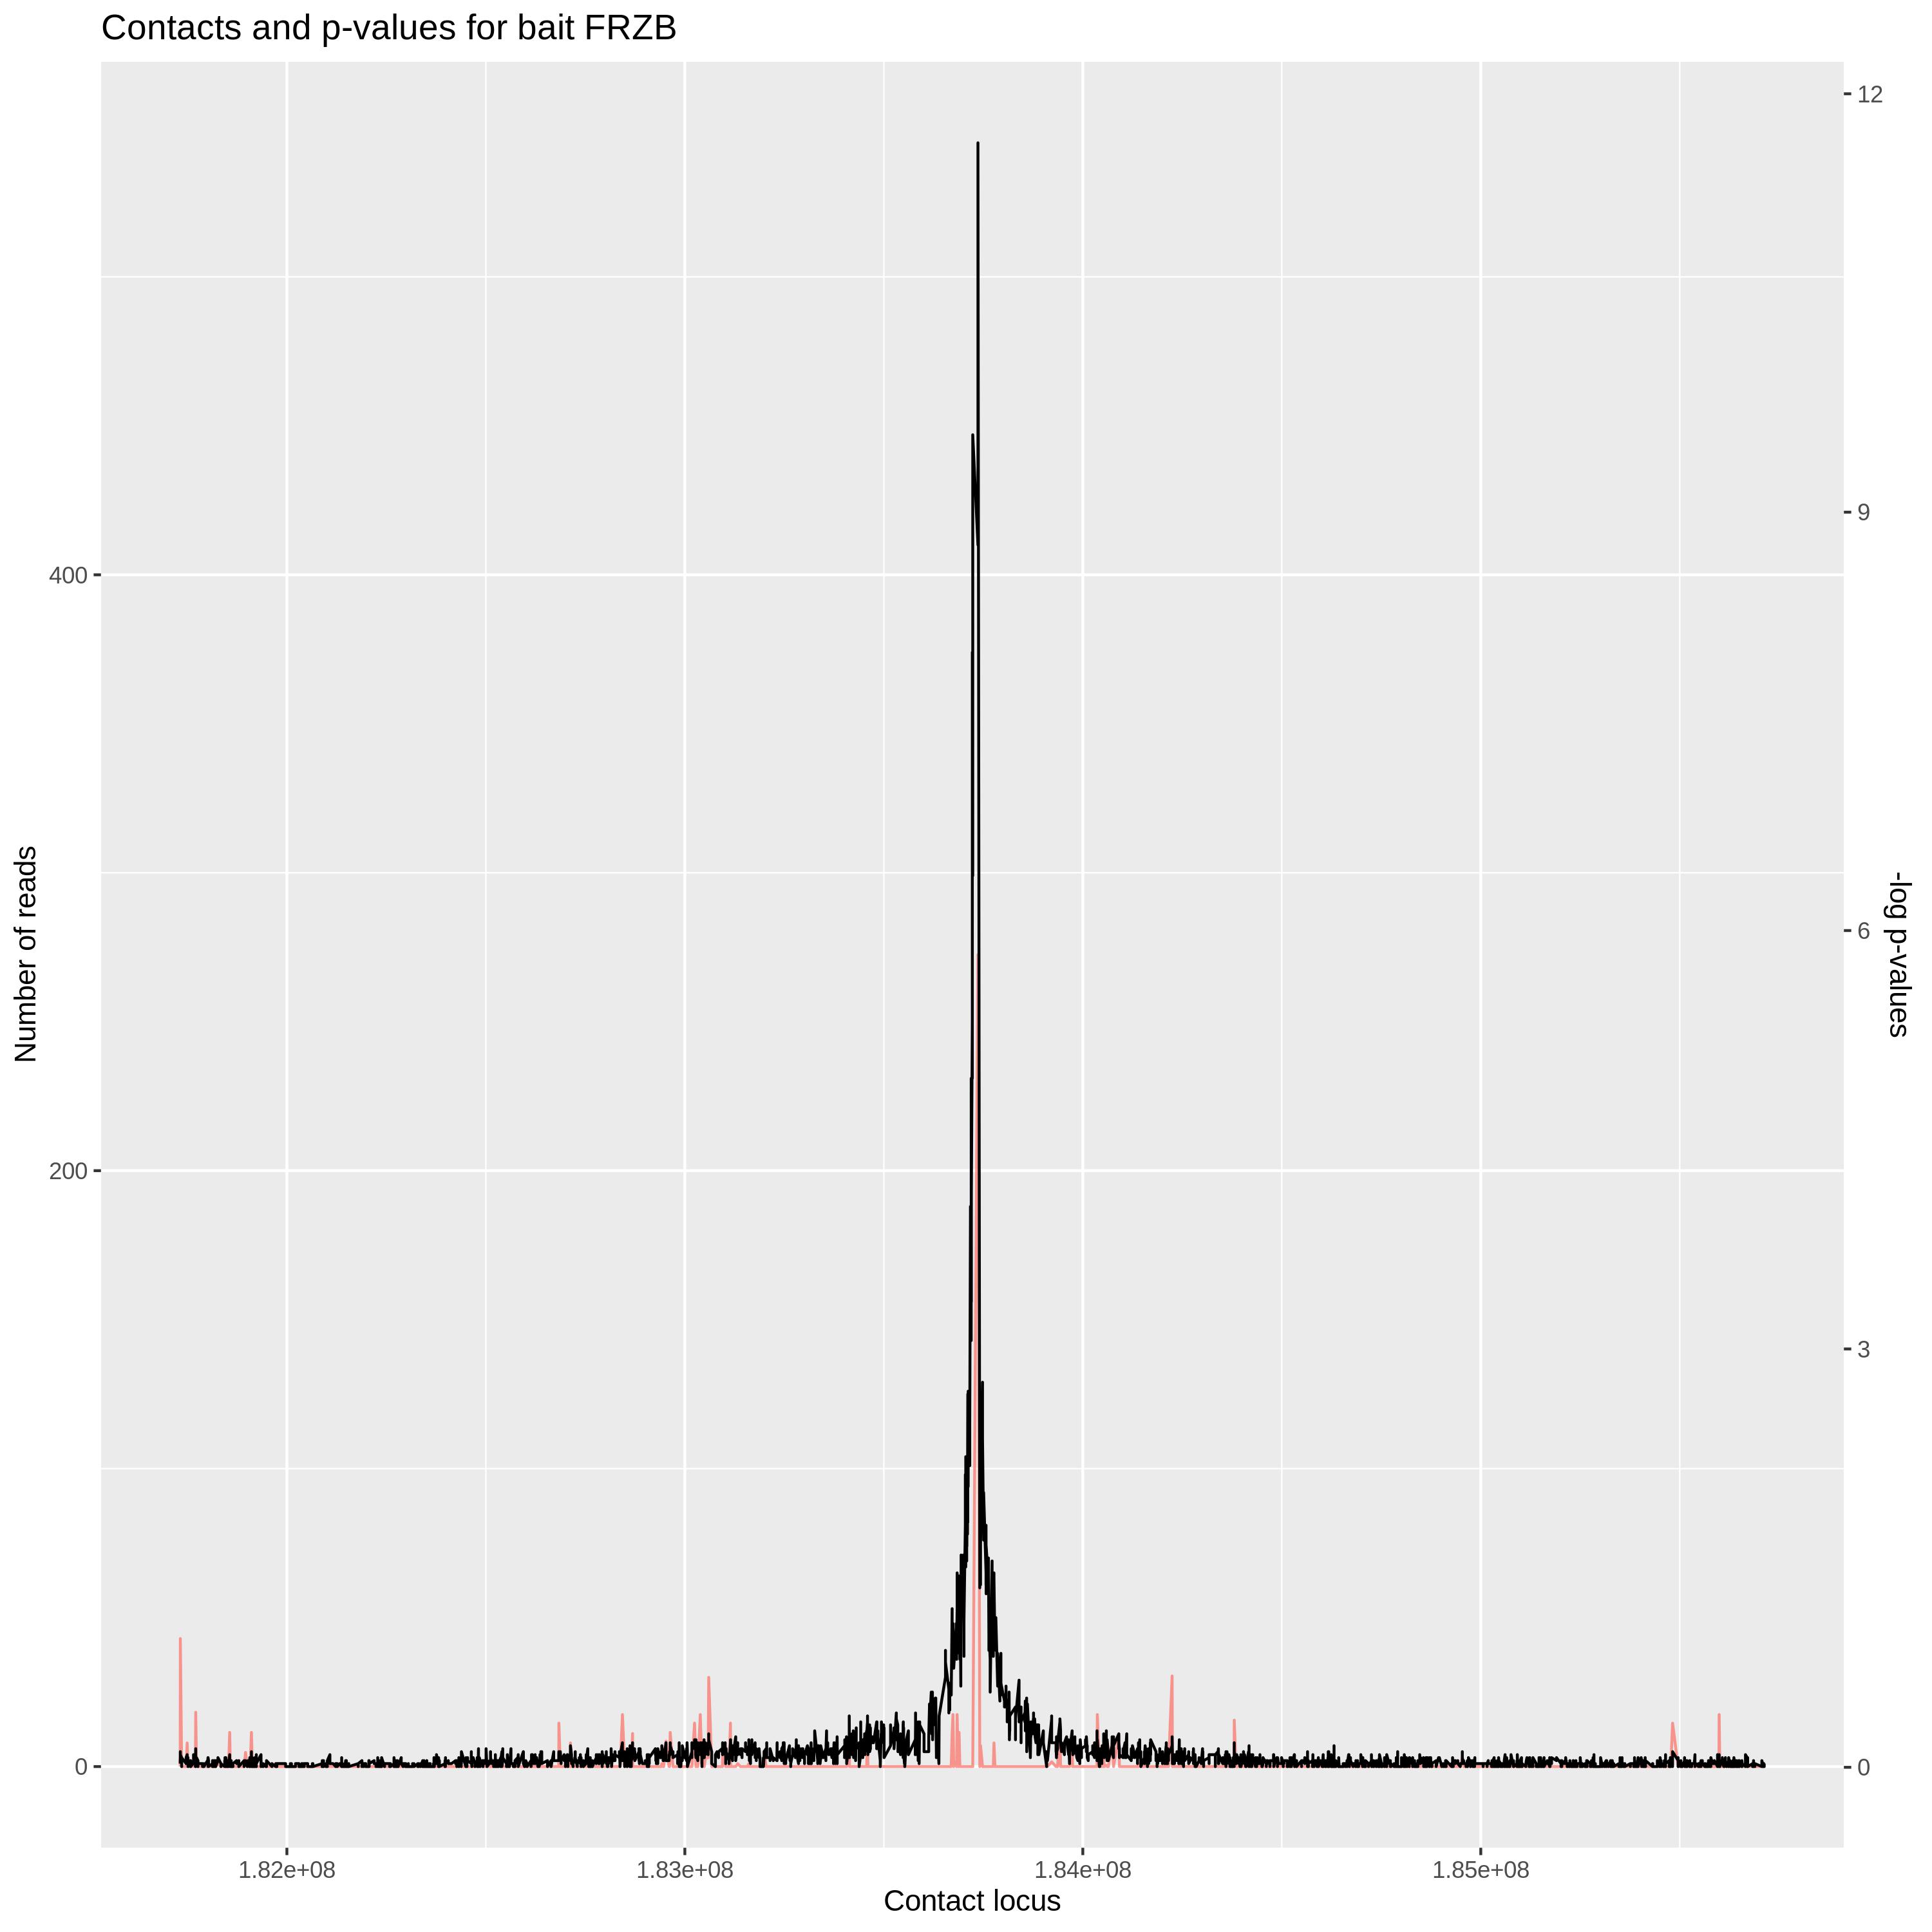 Contacts and p-values for bait FRZB
12
9
400
6
Number of reads
-log p-values
200
3
0
0
1.82e+08
1.83e+08
1.84e+08
1.85e+08
Contact locus